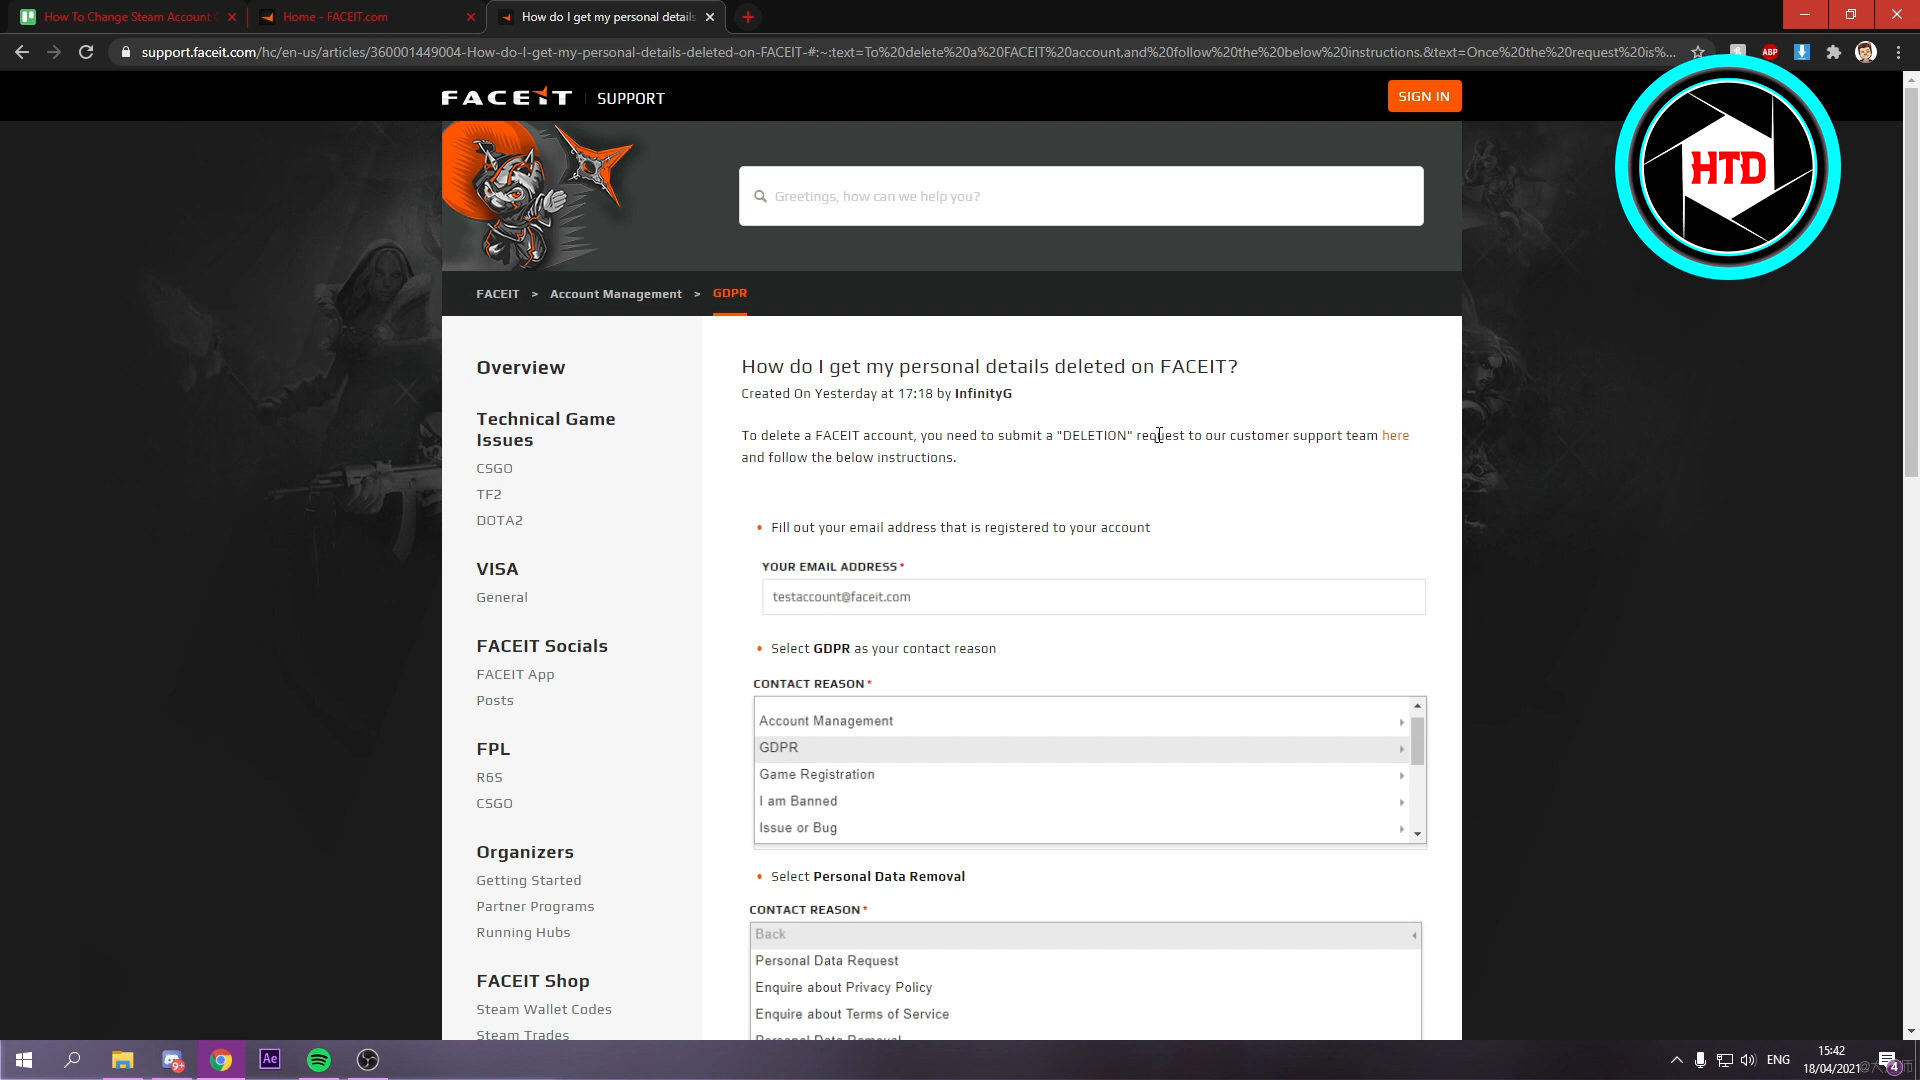 How To Change Steam Account
Home - FACEIT.com
How do I get my personal details
support.faceit.com/hc/en-us/articles/360001449004-How-do-I-get-my-personal-details-deleted-on-FACEIT-#:~:text=To%20delete%20a%20FACEIT%20account,and%20follow%20the%20below%20instructions.&text=Once%20the%20request%20is%...
ABP
FACEIT SUPPORT
SIGN IN
HTD
Greetings, how can we help you?
FACEIT > Account Management > GDPR
Overview
Technical Game
Issues
CSGO
TF2
DOTA2
VISA
General
FACEIT Socials
FACEIT App
Posts
FPL
R6S
CSGO
Organizers
Getting Started
Partner Programs
Running Hubs
FACEIT Shop
Steam Wallet Codes
Steam Trades
How do I get my personal details deleted on FACEIT?
Created On Yesterday at 17:18 by InfinityG
To delete a FACEIT account, you need to submit a "DELETION" request to our customer support team here
and follow the below instructions.
• Fill out your email address that is registered to your account
YOUR EMAIL ADDRESS *
testaccount@faceit.com
• Select GDPR as your contact reason
CONTACT REASON *
Account Management
GDPR
Game Registration
I am Banned
Issue or Bug
• Select Personal Data Removal
CONTACT REASON *
Back
Personal Data Request
Enquire about Privacy Policy
Enquire about Terms of Service
Personal Data Removal
9+
Ae
ENG
15:42
18/04/2021
4